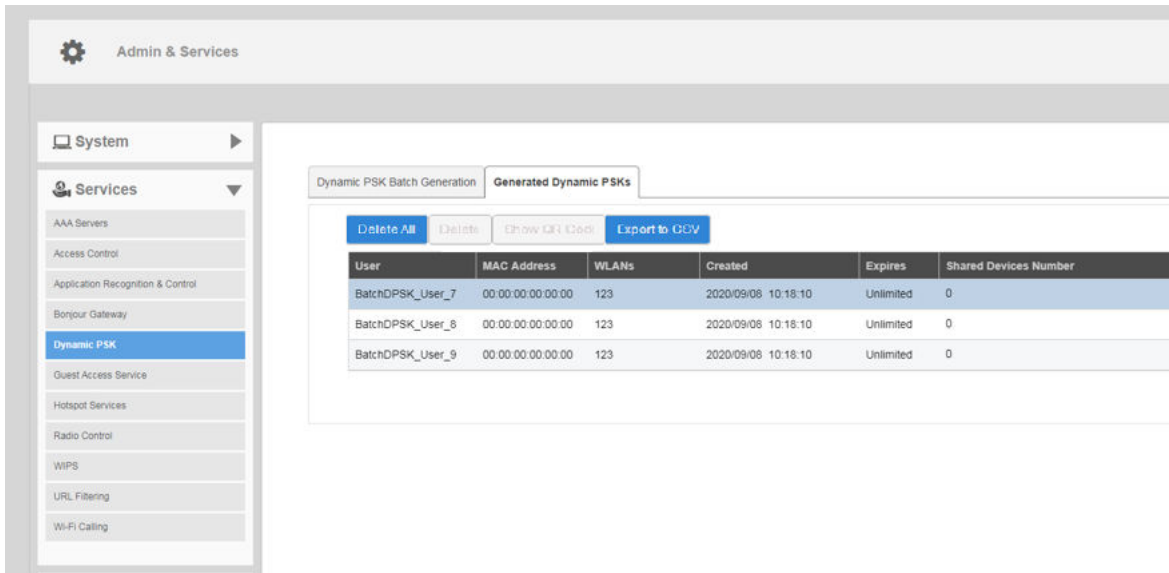 Admin & Services
System
Services
AAA Servers
Access Control
Application Recognition & Control
Bonjour Gateway
Dynamic PSK
Guest Access Service
Hotspot Services
Radio Control
WIPS
URL Filtering
Wi-Fi Calling
Dynamic PSK Batch Generation Generated Dynamic PSKs
Delete All Delete Show QR Code Export to CSV
User MAC Address WLANs Created Expires Shared Devices Number
BatchDPSK_User_7 00:00:00:00:00:00 123 2020/09/08 10:18:10 Unlimited 0
BatchDPSK_User_8 00:00:00:00:00:00 123 2020/09/08 10:18:10 Unlimited 0
BatchDPSK_User_9 00:00:00:00:00:00 123 2020/09/08 10:18:10 Unlimited 0